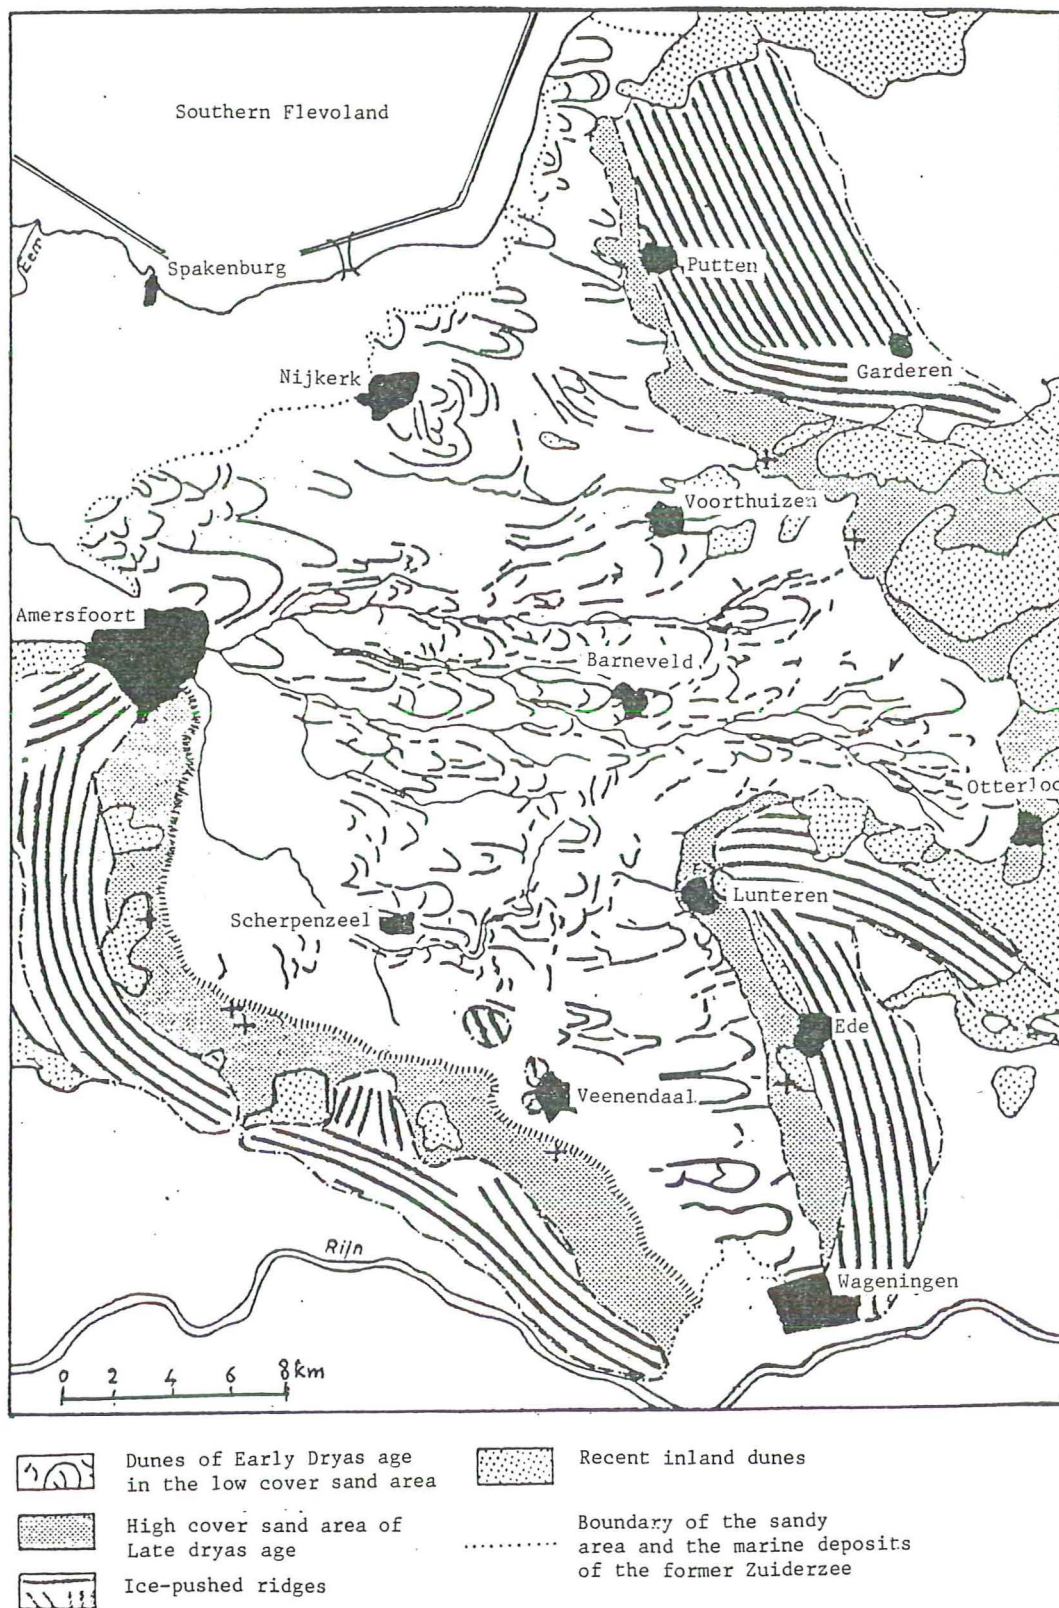 Southern Flevoland
Eem
Spakenburg
Putten
Nijkerk
Garderen
Voorthuizen
Amersfoort
Barneveld
Otterloo
Lunteren
Scherpenzeel
Ede
Veenendaal
Rijn
Wageningen
0 2 4 6 8 km
Dunes of Early Dryas age
in the low cover sand area
High cover sand area of
Late dryas age
Ice-pushed ridges
Recent inland dunes
Boundary of the sandy
area and the marine deposits
of the former Zuiderzee